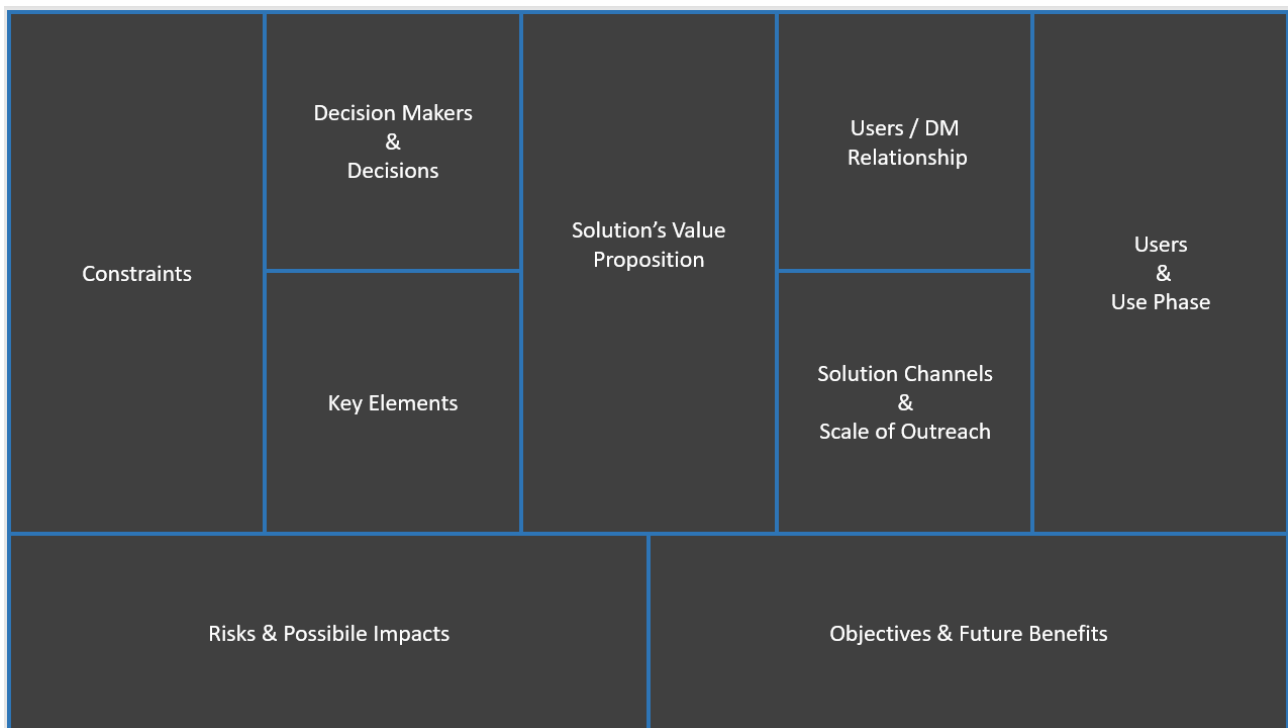 Constraints
Decision Makers
&
Decisions
Key Elements
Solution’s Value
Proposition
Users / DM
Relationship
Solution Channels
&
Scale of Outreach
Users
&
Use Phase
Risks & Possibile Impacts
Objectives & Future Benefits